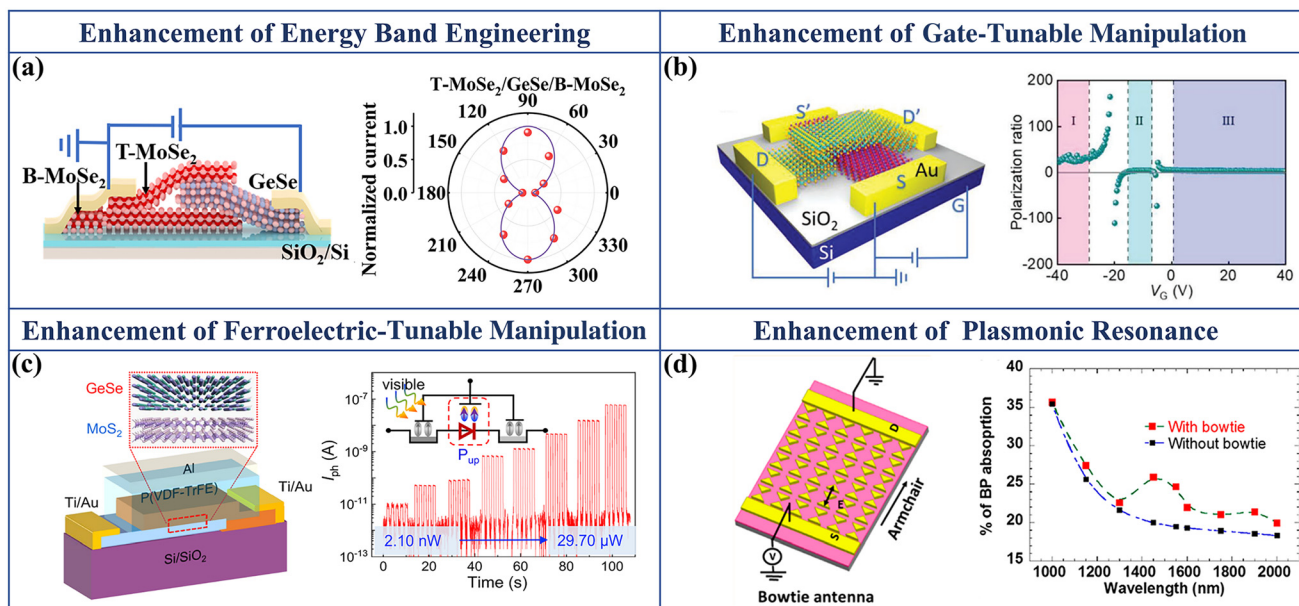 Enhancement of Energy Band Engineering
(a)
T-MoSe₂
B-MoSe₂
GeSe
SiO₂/Si
T-MoSe₂/GeSe/B-MoSe₂
Normalized current
1.0
0.5
0.0
90
120
60
150
30
180
0
210
330
240
300
270
Enhancement of Gate-Tunable Manipulation
(b)
S'
D'
D
S
Au
G
SiO₂
Si
Polarization ratio
200
100
0
-100
-200
I
II
III
-40
-20
0
20
40
V_G (V)
Enhancement of Ferroelectric-Tunable Manipulation
(c)
GeSe
MoS₂
Al
P(VDF-TrFE)
Ti/Au
Ti/Au
Si/SiO₂
I_ph (A)
10⁻⁷
10⁻⁹
10⁻¹¹
10⁻¹³
visible
P_up
2.10 nW
29.70 μW
0
20
40
60
80
100
Time (s)
Enhancement of Plasmonic Resonance
(d)
D
E
S
V
Armchair
Bowtie antenna
% of BP absoprtion
40
35
30
25
20
15
With bowtie
Without bowtie
1000
1200
1400
1600
1800
2000
Wavelength (nm)